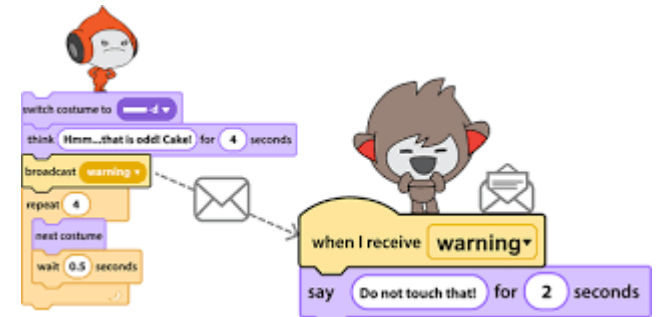 switch costume to -d
think Hmm...that is odd! Cake! for 4 seconds
broadcast warning
repeat 4
next costume
wait 0.5 seconds
when I receive warning
say Do not touch that! for 2 seconds